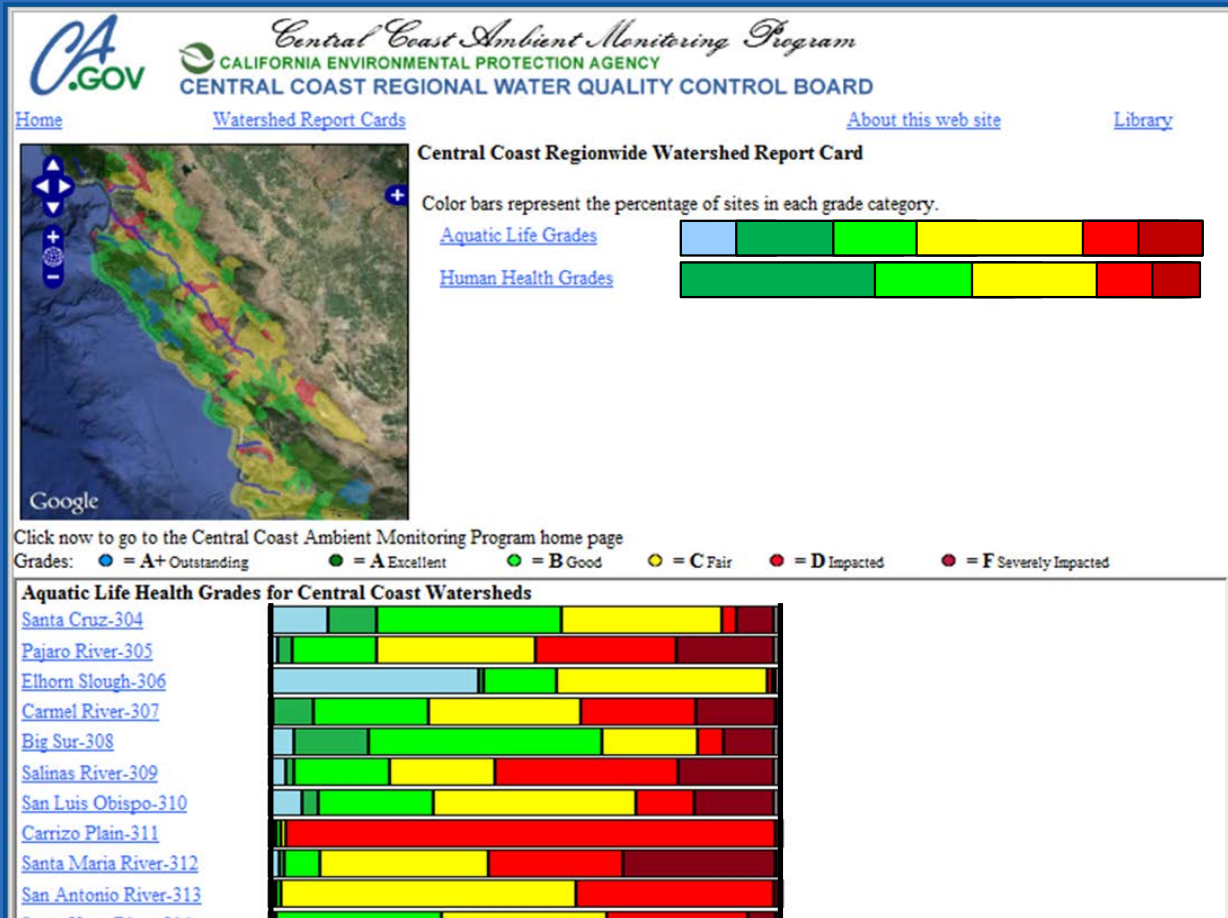 CA
.GOV
Central Coast Ambient Monitoring Program
CALIFORNIA ENVIRONMENTAL PROTECTION AGENCY
CENTRAL COAST REGIONAL WATER QUALITY CONTROL BOARD
Home Watershed Report Cards About this web site Library
Central Coast Regionwide Watershed Report Card
Color bars represent the percentage of sites in each grade category.
Aquatic Life Grades
Human Health Grades
Google
Click now to go to the Central Coast Ambient Monitoring Program home page
Grades: = A+ Outstanding = A Excellent = B Good = C Fair = D Impacted = F Severely Impacted
Aquatic Life Health Grades for Central Coast Watersheds
Santa Cruz-304
Pajaro River-305
Elhorn Slough-306
Carmel River-307
Big Sur-308
Salinas River-309
San Luis Obispo-310
Carrizo Plain-311
Santa Maria River-312
San Antonio River-313